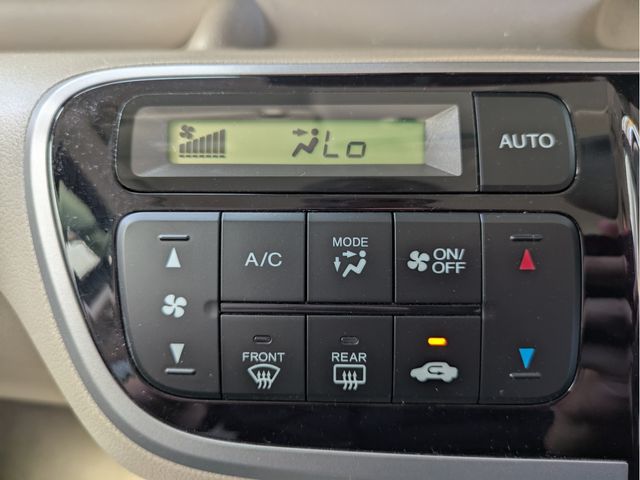 Lo
AUTO
A/C
MODE
ON/
OFF
FRONT
REAR